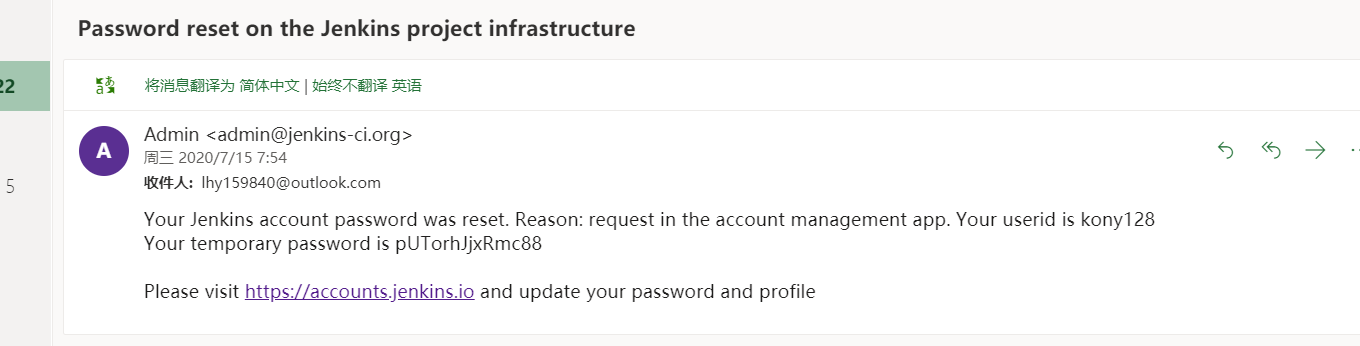 Password reset on the Jenkins project infrastructure
22
将消息翻译为 简体中文 | 始终不翻译 英语
A
Admin <admin@jenkins-ci.org>
周三 2020/7/15 7:54
5
收件人: lhy159840@outlook.com
Your Jenkins account password was reset. Reason: request in the account management app. Your userid is kony128
Your temporary password is pUTorhJjxRmc88
Please visit https://accounts.jenkins.io and update your password and profile